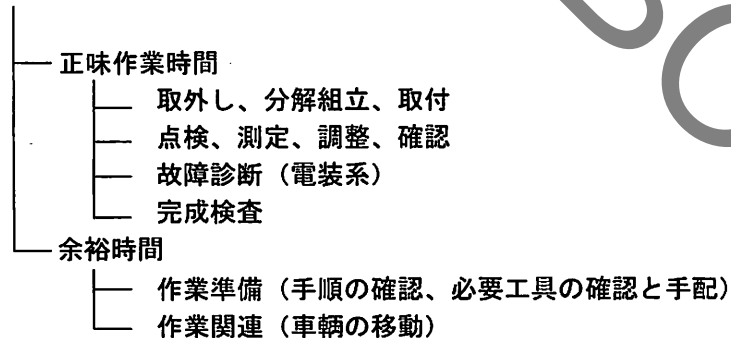 正味作業時間
取外し、分解組立、取付
点検、測定、調整、確認
故障診断（電装系）
完成検査
余裕時間
作業準備（手順の確認、必要工具の確認と手配）
作業関連（車輌の移動）